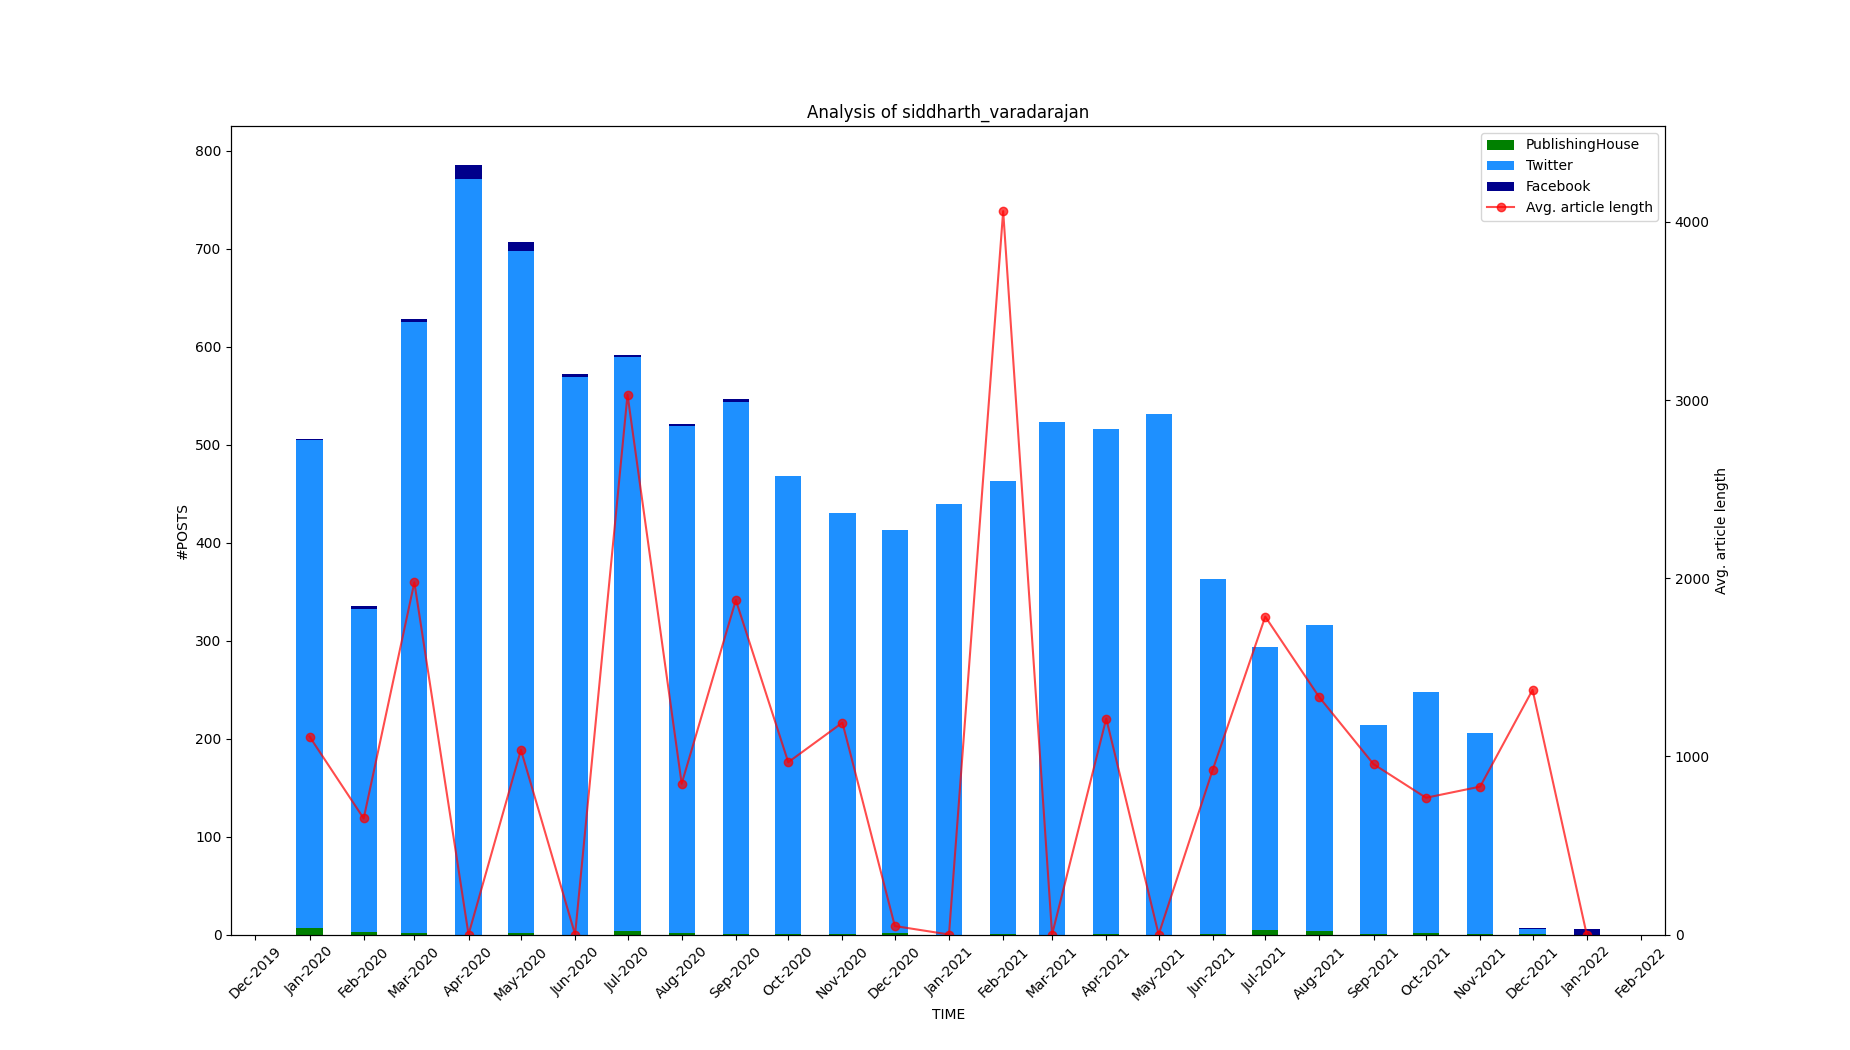 Analysis of siddharth_varadarajan
PublishingHouse
Twitter
Facebook
Avg. article length
800
700
600
500
400
300
200
100
0
#POSTS
4000
3000
2000
1000
0
Avg. article length
Dec-2019
Jan-2020
Feb-2020
Mar-2020
Apr-2020
May-2020
Jun-2020
Jul-2020
Aug-2020
Sep-2020
Oct-2020
Nov-2020
Dec-2020
Jan-2021
Feb-2021
Mar-2021
Apr-2021
May-2021
Jun-2021
Jul-2021
Aug-2021
Sep-2021
Oct-2021
Nov-2021
Dec-2021
Jan-2022
Feb-2022
TIME